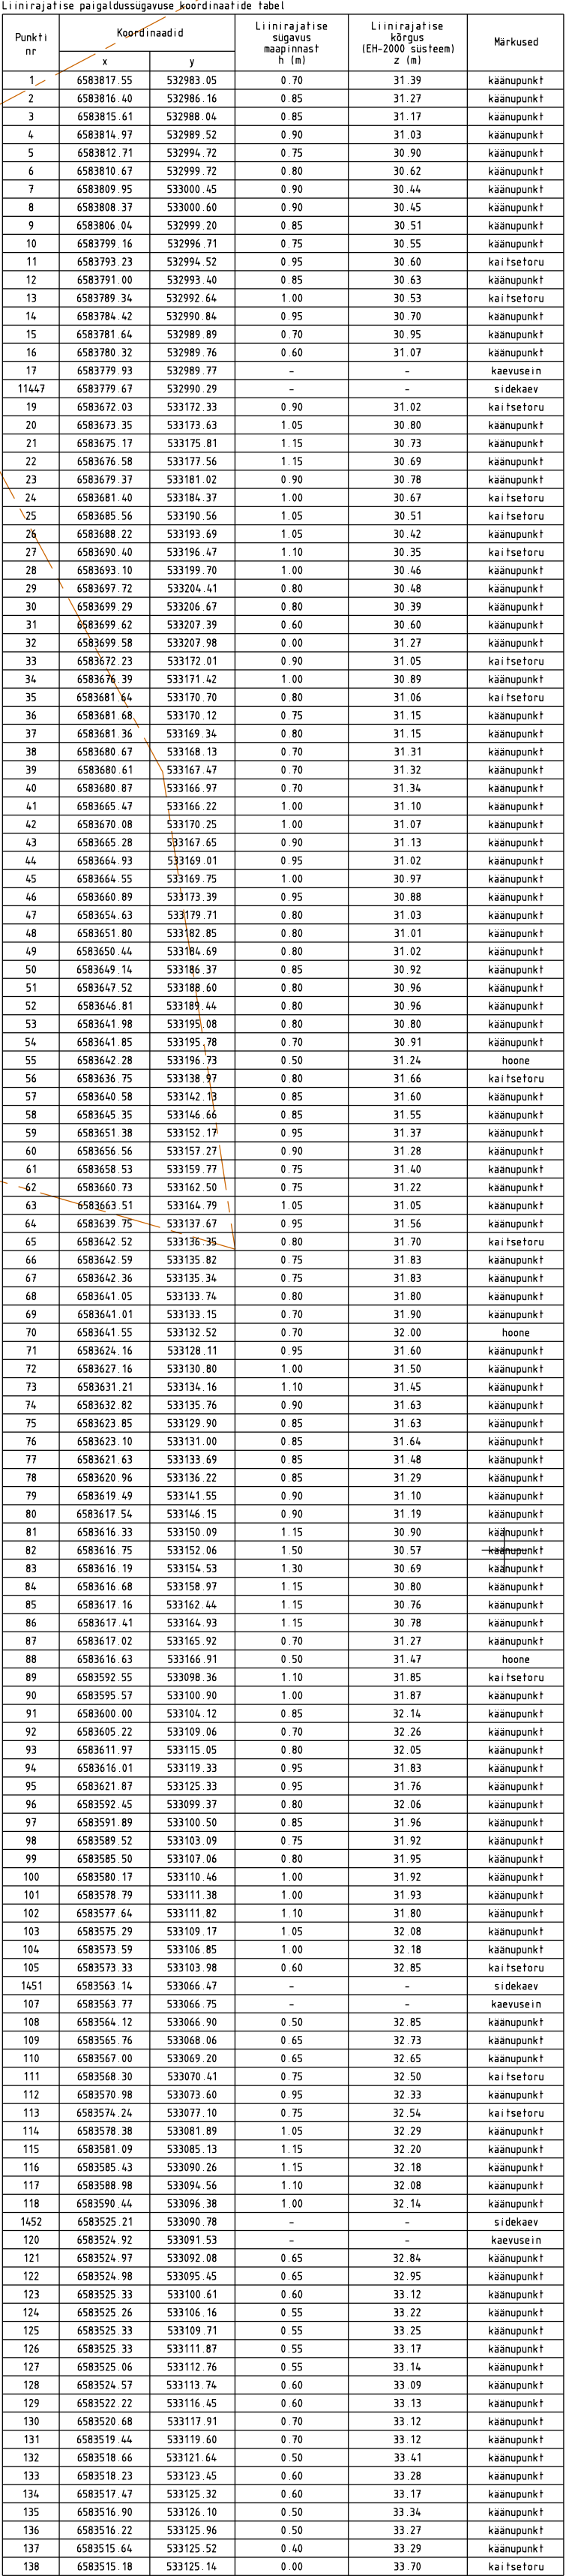 Liinirajatise paigaldussügavuse koordinaatide tabel
Punkti nr | Koordinaadid | Liinirajatise sügavus maapinnast h (m) | Liinirajatise kõrgus (EH-2000 süsteem) z (m) | Märkused
x y
1 6583817.55 532983.05 0.70 31.39 käänupunkt
2 6583816.40 532986.16 0.85 31.27 käänupunkt
3 6583815.61 532988.04 0.85 31.17 käänupunkt
4 6583814.97 532989.52 0.90 31.03 käänupunkt
5 6583812.71 532994.72 0.75 30.90 käänupunkt
6 6583810.67 532999.72 0.80 30.62 käänupunkt
7 6583809.95 533000.45 0.90 30.44 käänupunkt
8 6583808.37 533000.60 0.90 30.45 käänupunkt
9 6583806.04 532999.20 0.85 30.51 käänupunkt
10 6583799.16 532996.71 0.75 30.55 käänupunkt
11 6583793.23 532994.52 0.95 30.60 kaitsetoru
12 6583791.00 532993.40 0.85 30.63 käänupunkt
13 6583789.34 532992.64 1.00 30.53 kaitsetoru
14 6583784.42 532990.84 0.95 30.70 käänupunkt
15 6583781.64 532989.89 0.70 30.95 käänupunkt
16 6583780.32 532989.76 0.60 31.07 käänupunkt
17 6583779.93 532989.77 - - kaevusein
11447 6583779.67 532990.29 - - sidekaev
19 6583672.03 533172.33 0.90 31.02 kaitsetoru
20 6583673.35 533173.63 1.05 30.80 käänupunkt
21 6583675.17 533175.81 1.15 30.73 käänupunkt
22 6583676.58 533177.56 1.15 30.69 käänupunkt
23 6583679.37 533181.02 0.90 30.78 käänupunkt
24 6583681.40 533184.37 1.00 30.67 kaitsetoru
25 6583685.56 533190.56 1.05 30.51 kaitsetoru
26 6583688.22 533193.69 1.05 30.42 käänupunkt
27 6583690.40 533196.47 1.10 30.35 kaitsetoru
28 6583693.10 533199.70 1.00 30.46 käänupunkt
29 6583697.72 533204.41 0.80 30.48 käänupunkt
30 6583699.29 533206.67 0.80 30.39 käänupunkt
31 6583699.62 533207.39 0.60 30.60 käänupunkt
32 6583699.58 533207.98 0.00 31.27 käänupunkt
33 6583672.23 533172.01 0.90 31.05 kaitsetoru
34 6583676.39 533171.42 1.00 30.89 käänupunkt
35 6583681.64 533170.70 0.80 31.06 kaitsetoru
36 6583681.68 533170.12 0.75 31.15 käänupunkt
37 6583681.36 533169.34 0.80 31.15 käänupunkt
38 6583680.67 533168.13 0.70 31.31 käänupunkt
39 6583680.61 533167.47 0.70 31.32 käänupunkt
40 6583680.87 533166.97 0.70 31.34 käänupunkt
41 6583665.47 533166.22 1.00 31.10 käänupunkt
42 6583670.08 533170.25 1.00 31.07 käänupunkt
43 6583665.28 533167.65 0.90 31.13 käänupunkt
44 6583664.93 533169.01 0.95 31.02 käänupunkt
45 6583664.55 533169.75 1.00 30.97 käänupunkt
46 6583660.89 533173.39 0.95 30.88 käänupunkt
47 6583654.63 533179.71 0.80 31.03 käänupunkt
48 6583651.80 533182.85 0.80 31.01 käänupunkt
49 6583650.44 533184.69 0.80 31.02 käänupunkt
50 6583649.14 533186.37 0.85 30.92 käänupunkt
51 6583647.52 533188.60 0.80 30.96 käänupunkt
52 6583646.81 533189.44 0.80 30.96 käänupunkt
53 6583641.98 533195.08 0.80 30.80 käänupunkt
54 6583641.85 533195.78 0.70 30.91 käänupunkt
55 6583642.28 533196.73 0.50 31.24 hoone
56 6583636.75 533138.97 0.80 31.66 kaitsetoru
57 6583640.58 533142.13 0.85 31.60 käänupunkt
58 6583645.35 533146.66 0.85 31.55 käänupunkt
59 6583651.38 533152.17 0.95 31.37 käänupunkt
60 6583656.56 533157.27 0.90 31.28 käänupunkt
61 6583658.53 533159.77 0.75 31.40 käänupunkt
62 6583660.73 533162.50 0.75 31.22 käänupunkt
63 6583663.51 533164.79 1.05 31.05 käänupunkt
64 6583639.75 533137.67 0.95 31.56 käänupunkt
65 6583642.52 533136.35 0.80 31.70 kaitsetoru
66 6583642.59 533135.82 0.75 31.83 käänupunkt
67 6583642.36 533135.34 0.75 31.83 käänupunkt
68 6583641.05 533133.74 0.80 31.80 käänupunkt
69 6583641.01 533133.15 0.70 31.90 käänupunkt
70 6583641.55 533132.52 0.70 32.00 hoone
71 6583624.16 533128.11 0.95 31.60 käänupunkt
72 6583627.16 533130.80 1.00 31.50 käänupunkt
73 6583631.21 533134.16 1.10 31.45 käänupunkt
74 6583632.82 533135.76 0.90 31.63 käänupunkt
75 6583623.85 533129.90 0.85 31.63 käänupunkt
76 6583623.10 533131.00 0.85 31.64 käänupunkt
77 6583621.63 533133.69 0.85 31.48 käänupunkt
78 6583620.96 533136.22 0.85 31.29 käänupunkt
79 6583619.49 533141.55 0.90 31.10 käänupunkt
80 6583617.54 533146.15 0.90 31.19 käänupunkt
81 6583616.33 533150.09 1.15 30.90 käänupunkt
82 6583616.75 533152.06 1.50 30.57 käänupunkt
83 6583616.19 533154.53 1.30 30.69 käänupunkt
84 6583616.68 533158.97 1.15 30.80 käänupunkt
85 6583617.16 533162.44 1.15 30.76 käänupunkt
86 6583617.41 533164.93 1.15 30.78 käänupunkt
87 6583617.02 533165.92 0.70 31.27 käänupunkt
88 6583616.63 533166.91 0.50 31.47 hoone
89 6583592.55 533098.36 1.10 31.85 kaitsetoru
90 6583595.57 533100.90 1.00 31.87 käänupunkt
91 6583600.00 533104.12 0.85 32.14 käänupunkt
92 6583605.22 533109.06 0.70 32.26 käänupunkt
93 6583611.97 533115.05 0.80 32.05 käänupunkt
94 6583616.01 533119.33 0.95 31.83 käänupunkt
95 6583621.87 533125.33 0.95 31.76 käänupunkt
96 6583592.45 533099.37 0.80 32.06 käänupunkt
97 6583591.89 533100.50 0.85 31.96 käänupunkt
98 6583589.52 533103.09 0.75 31.92 käänupunkt
99 6583585.50 533107.06 0.80 31.95 käänupunkt
100 6583580.17 533110.46 1.00 31.92 käänupunkt
101 6583578.79 533111.38 1.00 31.93 käänupunkt
102 6583577.64 533111.82 1.10 31.80 käänupunkt
103 6583575.29 533109.17 1.05 32.08 käänupunkt
104 6583573.59 533106.85 1.00 32.18 käänupunkt
105 6583573.33 533103.98 0.60 32.85 kaitsetoru
1451 6583563.14 533066.47 - - sidekaev
107 6583563.77 533066.75 - - kaevusein
108 6583564.12 533066.90 0.50 32.85 käänupunkt
109 6583565.76 533068.06 0.65 32.73 käänupunkt
110 6583567.00 533069.20 0.65 32.65 käänupunkt
111 6583568.30 533070.41 0.75 32.50 kaitsetoru
112 6583570.98 533073.60 0.95 32.33 käänupunkt
113 6583574.24 533077.10 0.75 32.54 kaitsetoru
114 6583578.38 533081.89 1.05 32.29 käänupunkt
115 6583581.09 533085.13 1.15 32.20 käänupunkt
116 6583585.43 533090.26 1.15 32.18 käänupunkt
117 6583588.98 533094.56 1.10 32.08 käänupunkt
118 6583590.44 533096.38 1.00 32.14 käänupunkt
1452 6583525.21 533090.78 - - sidekaev
120 6583524.92 533091.53 - - kaevusein
121 6583524.97 533092.08 0.65 32.84 käänupunkt
122 6583524.98 533095.45 0.65 32.95 käänupunkt
123 6583525.33 533100.61 0.60 33.12 käänupunkt
124 6583525.26 533106.16 0.55 33.22 käänupunkt
125 6583525.33 533109.71 0.55 33.25 käänupunkt
126 6583525.33 533111.87 0.55 33.17 käänupunkt
127 6583525.06 533112.76 0.55 33.14 käänupunkt
128 6583524.57 533113.74 0.60 33.09 käänupunkt
129 6583522.22 533116.45 0.60 33.13 käänupunkt
130 6583520.68 533117.91 0.70 33.12 käänupunkt
131 6583519.44 533119.60 0.70 33.12 käänupunkt
132 6583518.66 533121.64 0.50 33.41 käänupunkt
133 6583518.23 533123.45 0.60 33.28 käänupunkt
134 6583517.47 533125.32 0.60 33.17 käänupunkt
135 6583516.90 533126.10 0.50 33.34 käänupunkt
136 6583516.22 533125.96 0.50 33.27 käänupunkt
137 6583515.64 533125.52 0.40 33.29 käänupunkt
138 6583515.18 533125.14 0.00 33.70 kaitsetoru